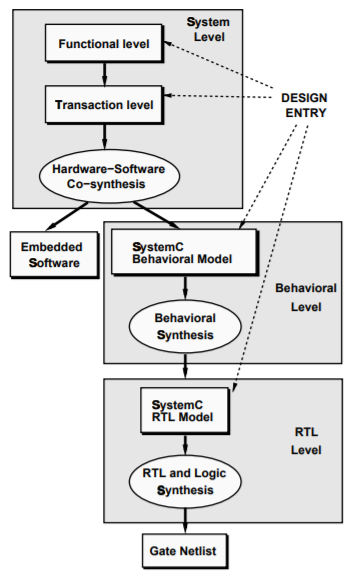 System
Level
Functional level
Transaction level
DESIGN
ENTRY
Hardware−Software
Co−synthesis
Embedded
Software
SystemC
Behavioral Model
Behavioral
Level
Behavioral
Synthesis
SystemC
RTL Model
RTL
Level
RTL and Logic
Synthesis
Gate Netlist